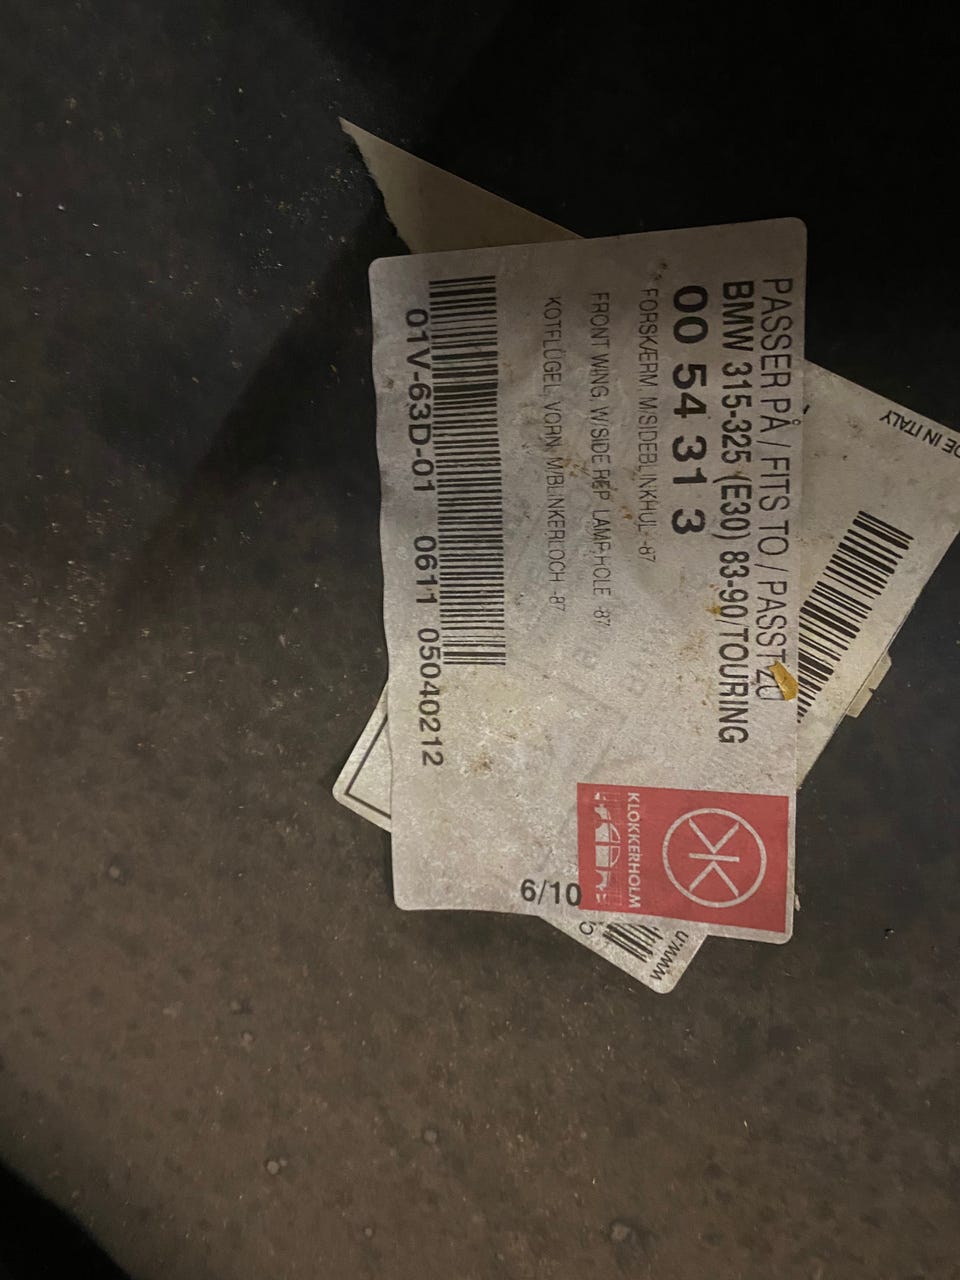 PASSER PÅ / FITS TO / PASST ZU
BMW 315-325 (E30) 83-90/TOURING
00 54 31 3
FORSKÆRM, M/SIDEBLINKHUL -87
FRONT WING, W/SIDE REP. LAMP,HOLE -87
KOTFLÜGEL, VORN, M/BLINKERLOCH -87
01V-63D-01 0611 05040212
KLOKKERHOLM
6/10
DE IN ITALY
www.n